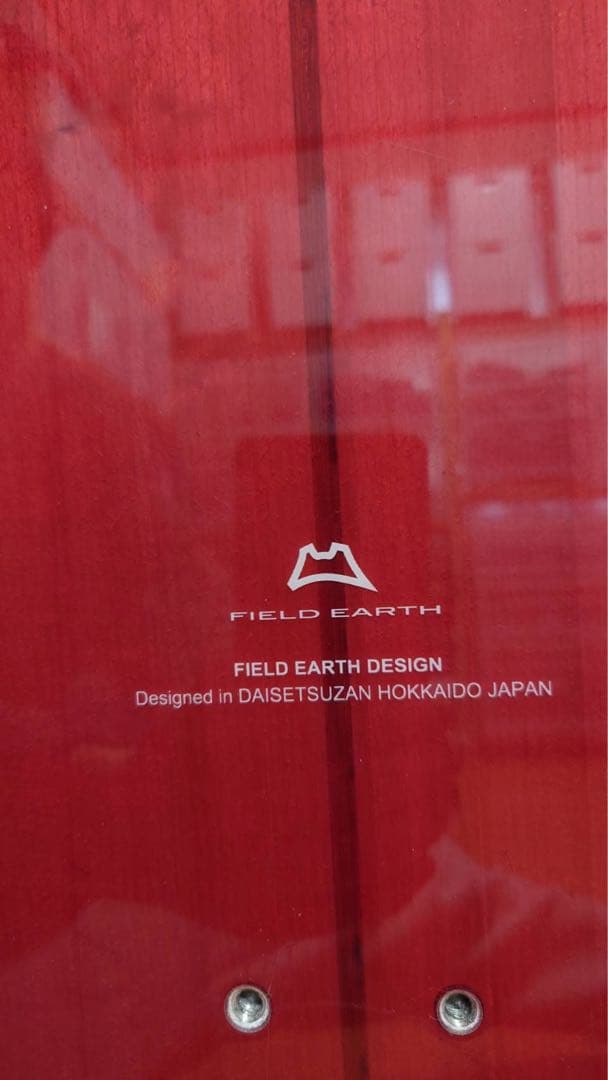 FIELD EARTH
FIELD EARTH DESIGN
Designed in DAISETSUZAN HOKKAIDO JAPAN